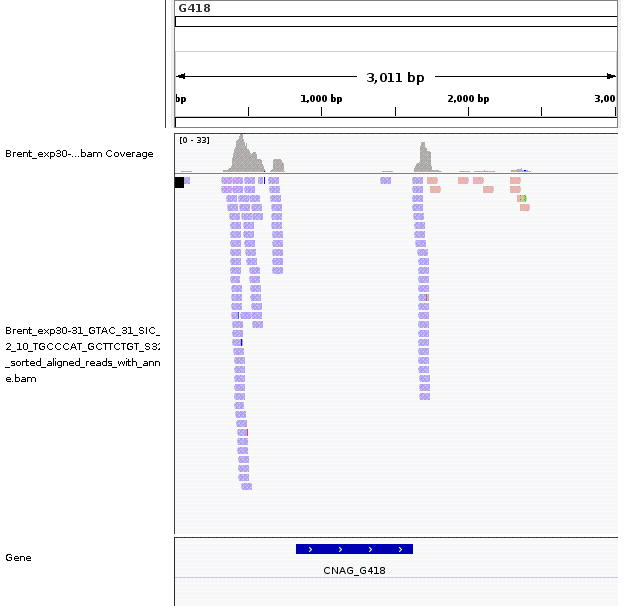 G418
3,011 bp
bp 1,000 bp 2,000 bp 3,00
[0 - 33]
Brent_exp30-...bam Coverage
Brent_exp30-31_GTAC_31_SIC_
2_10_TGCCCAT_GCTTCTGT_S32
_sorted_aligned_reads_with_ann
e.bam
Gene
CNAG_G418